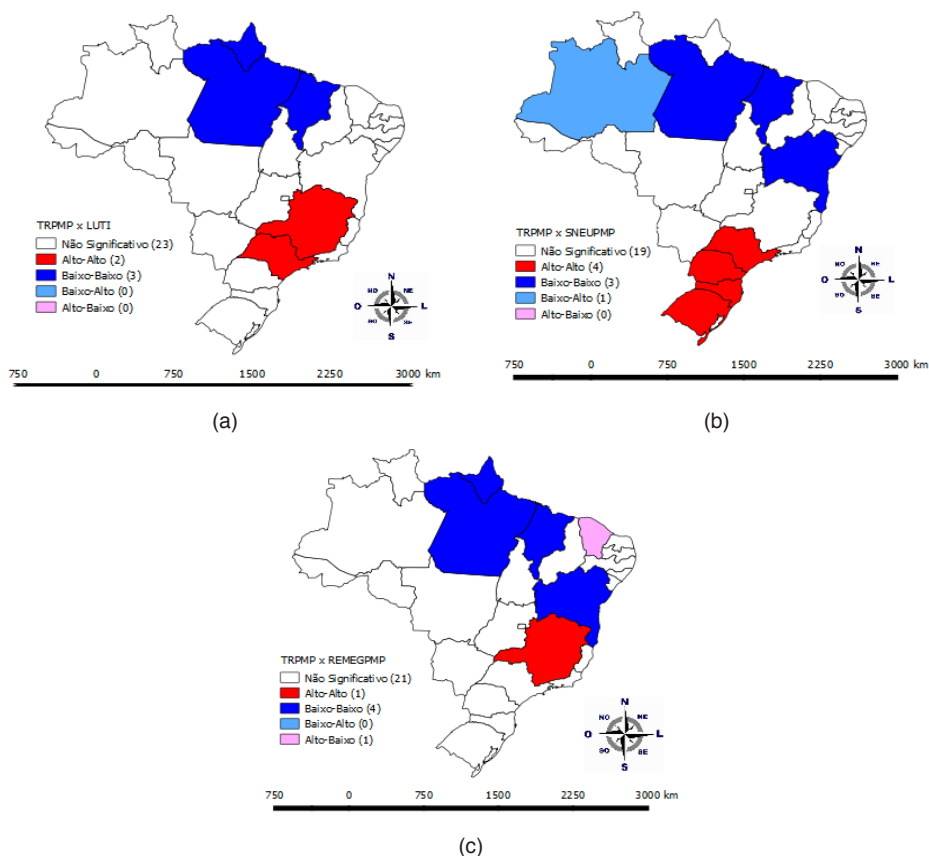 TRPMP x LUTI
Não Significativo (23)
Alto-Alto (2)
Baixo-Baixo (3)
Baixo-Alto (0)
Alto-Baixo (0)
N
NO NE
O L
S
750 0 750 1500 2250 3000 km
(a)
TRPMP x SNEUPMP
Não Significativo (19)
Alto-Alto (4)
Baixo-Baixo (3)
Baixo-Alto (1)
Alto-Baixo (0)
N
NO NE
O L
SO SE
S
750 0 750 1500 2250 3000 km
(b)
TRPMP x REMEGPMP
Não Significativo (21)
Alto-Alto (1)
Baixo-Baixo (4)
Baixo-Alto (0)
Alto-Baixo (1)
N
NO NE
O L
SO SE
S
750 0 750 1500 2250 3000 km
(c)